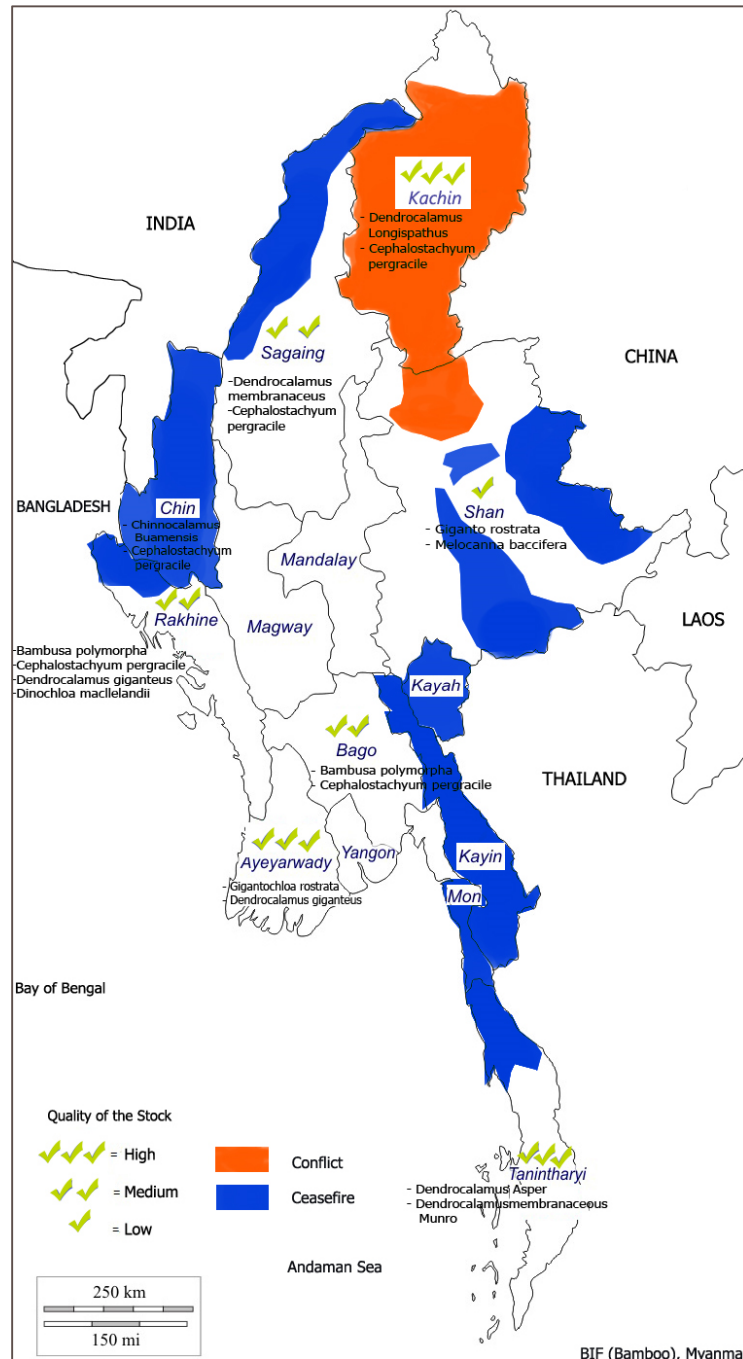 Kachin
- Dendrocalamus
Longispathus
- Cephalostachyum
pergracile
INDIA
Sagaing
-Dendrocalamus
membranaceus
-Cephalostachyum
pergracile
CHINA
BANGLADESH
Chin
- Chinnocalamus
Buamensis
- Cephalostachyum
pergracile
Shan
- Giganto rostrata
- Melocanna baccifera
Mandalay
Rakhine
-Bambusa polymorpha
-Cephalostachyum pergracile
-Dendrocalamus giganteus
-Dinochloa macllelandii
Magway
LAOS
Kayah
Bago
- Bambusa polymorpha
- Cephalostachyum pergracile
THAILAND
Ayeyarwady
- Gigantochloa rostrata
- Dendrocalamus giganteus
Yangon
Kayin
Mon
Bay of Bengal
Tanintharyi
- Dendrocalamus Asper
- Dendrocalamusmembranaceous
Munro
Quality of the Stock
= High
= Medium
= Low
Conflict
Ceasefire
Andaman Sea
250 km
150 mi
BIF (Bamboo), Myanma